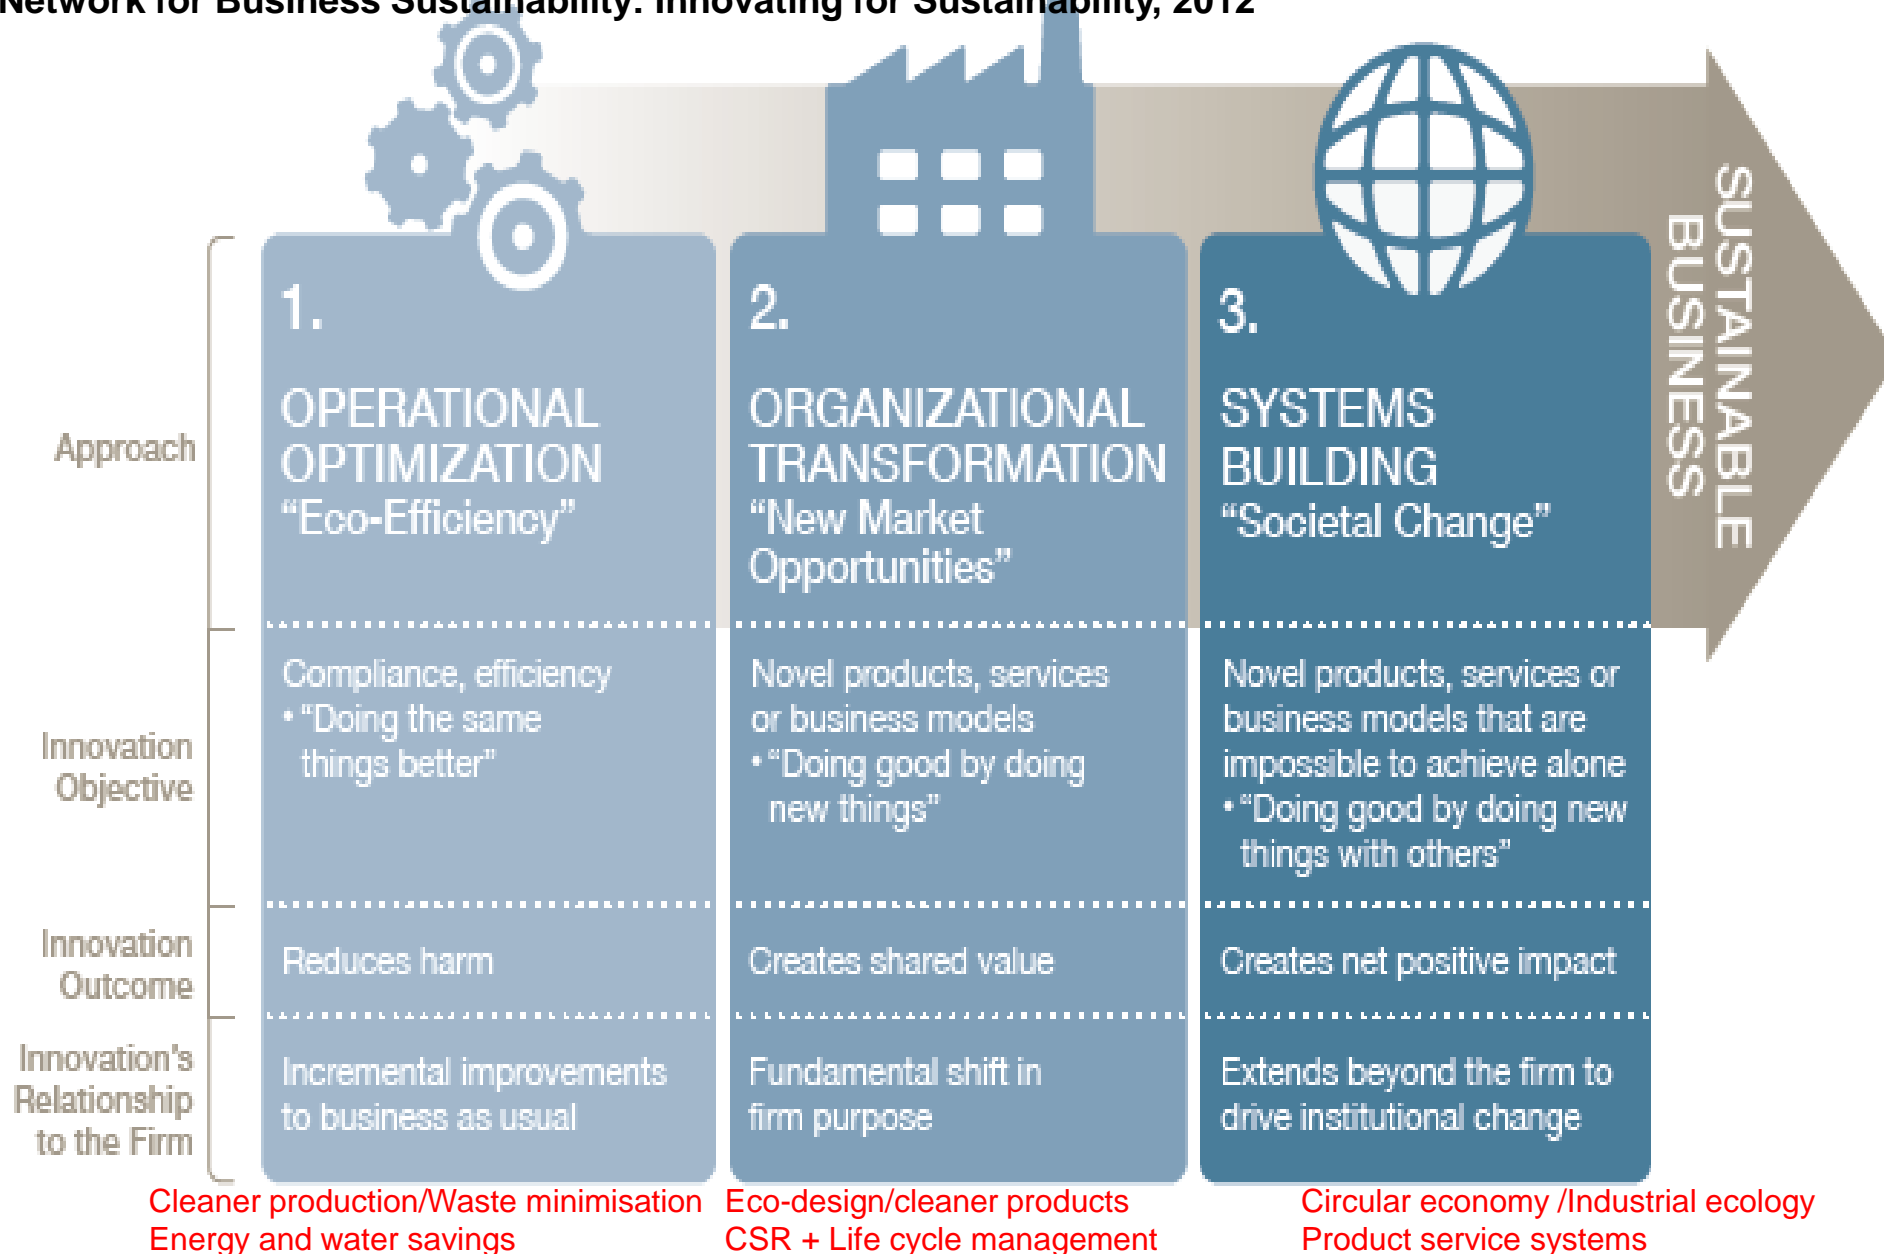 Network for Business Sustainability: Innovating for Sustainability, 2012
SUSTAINABLE
BUSINESS
Approach
1.
OPERATIONAL
OPTIMIZATION
“Eco-Efficiency”
2.
ORGANIZATIONAL
TRANSFORMATION
“New Market
Opportunities”
3.
SYSTEMS
BUILDING
“Societal Change”
Innovation
Objective
Compliance, efficiency
• “Doing the same
things better”
Novel products, services
or business models
• “Doing good by doing
new things”
Novel products, services or
business models that are
impossible to achieve alone
• “Doing good by doing new
things with others”
Innovation
Outcome
Reduces harm
Creates shared value
Creates net positive impact
Innovation's
Relationship
to the Firm
Incremental improvements
to business as usual
Fundamental shift in
firm purpose
Extends beyond the firm to
drive institutional change
Cleaner production/Waste minimisation
Energy and water savings
Eco-design/cleaner products
CSR + Life cycle management
Circular economy /Industrial ecology
Product service systems